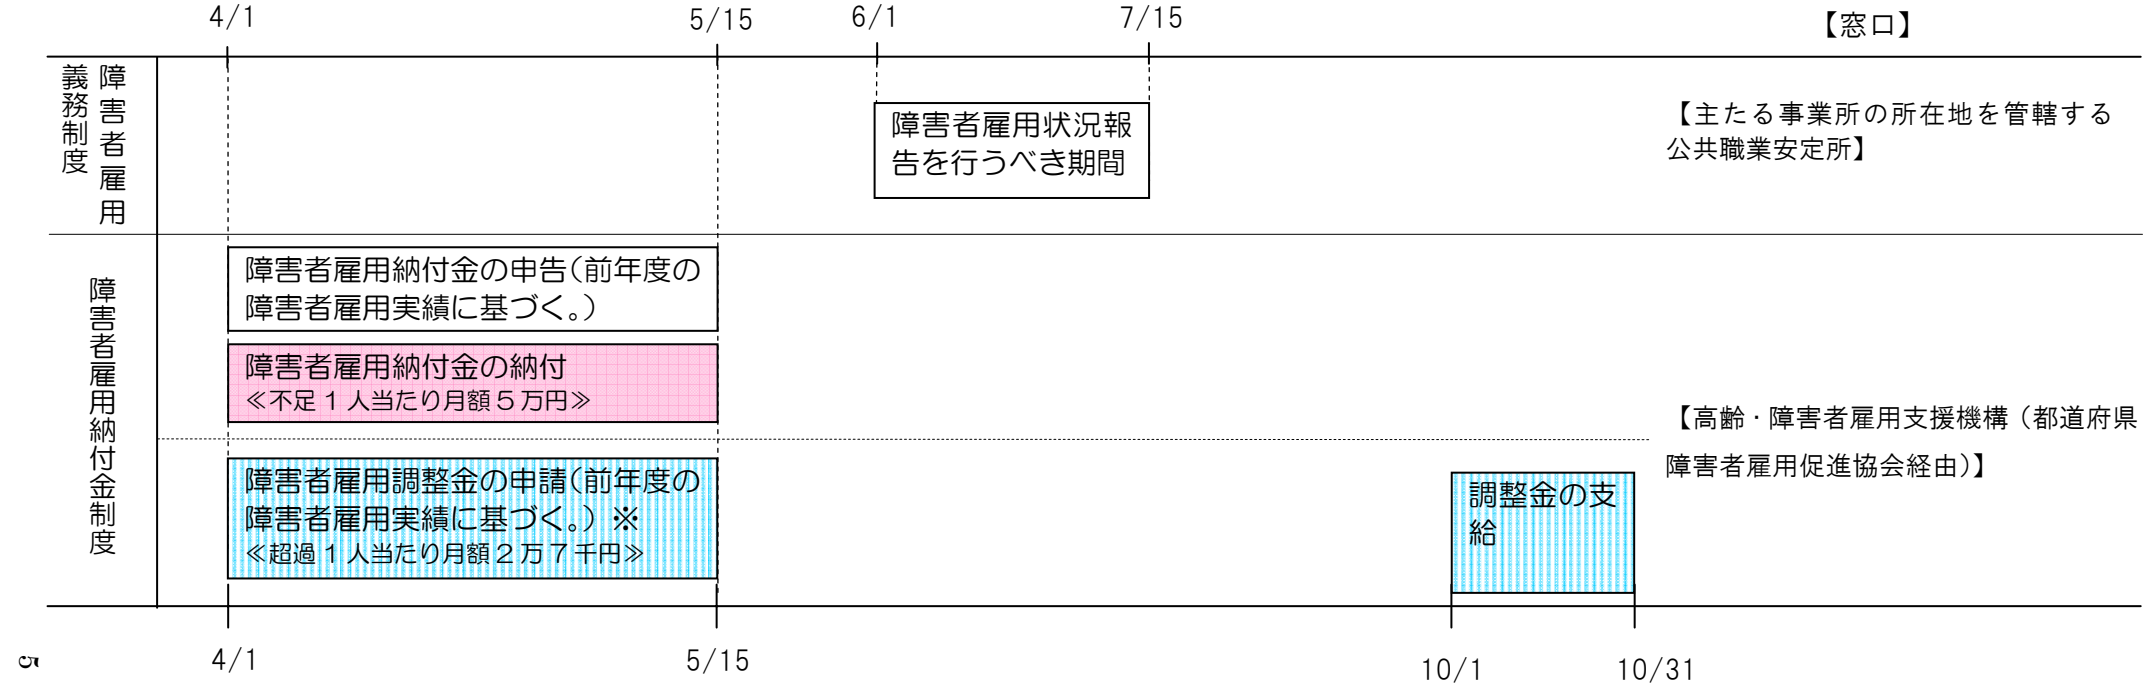 4/1
5/15
6/1
7/15
【窓口】
障害者雇用
義務制度
障害者雇用状況報
告を行うべき期間
【主たる事業所の所在地を管轄する
公共職業安定所】
障害者雇用納付金制度
障害者雇用納付金の申告(前年度の
障害者雇用実績に基づく。)
障害者雇用納付金の納付
≪不足1人当たり月額5万円≫
障害者雇用調整金の申請(前年度の
障害者雇用実績に基づく。)※
≪超過1人当たり月額2万7千円≫
調整金の支
給
【高齢・障害者雇用支援機構(都道府県
障害者雇用促進協会経由)】
4/1
5/15
10/1
10/31
5